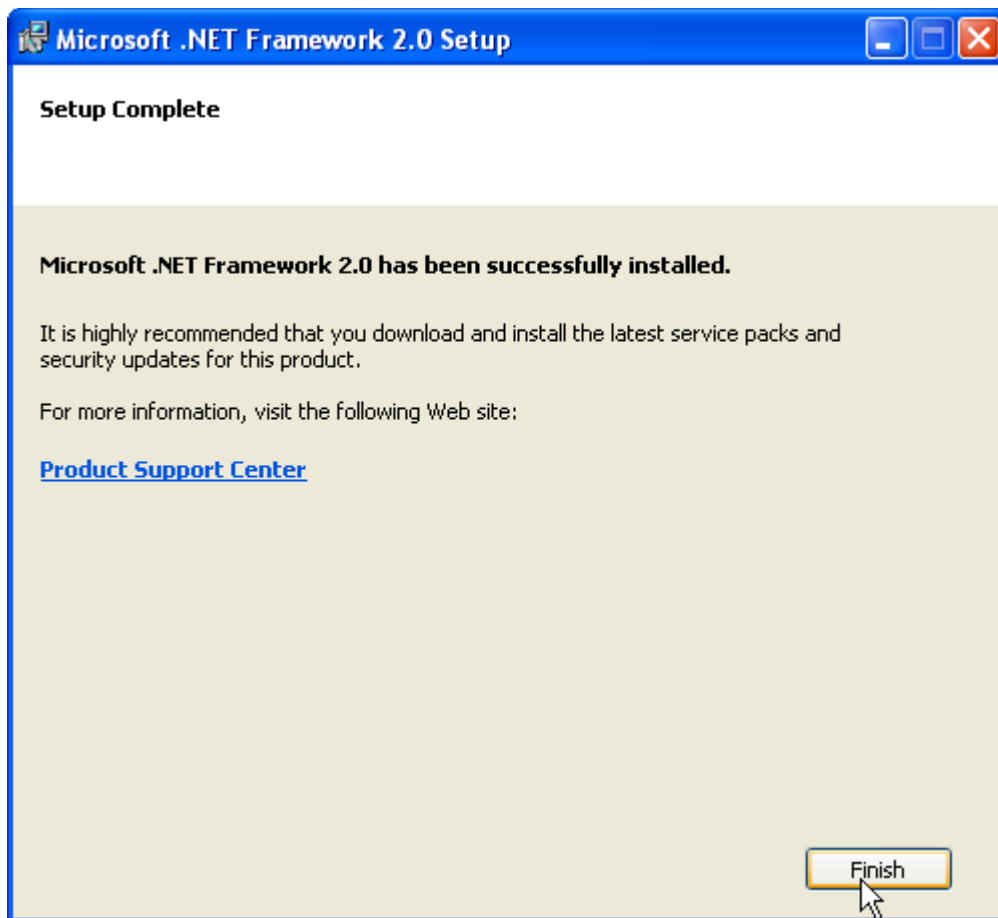 Microsoft .NET Framework 2.0 Setup
Setup Complete
Microsoft .NET Framework 2.0 has been successfully installed.
It is highly recommended that you download and install the latest service packs and
security updates for this product.
For more information, visit the following Web site:
Product Support Center
Finish